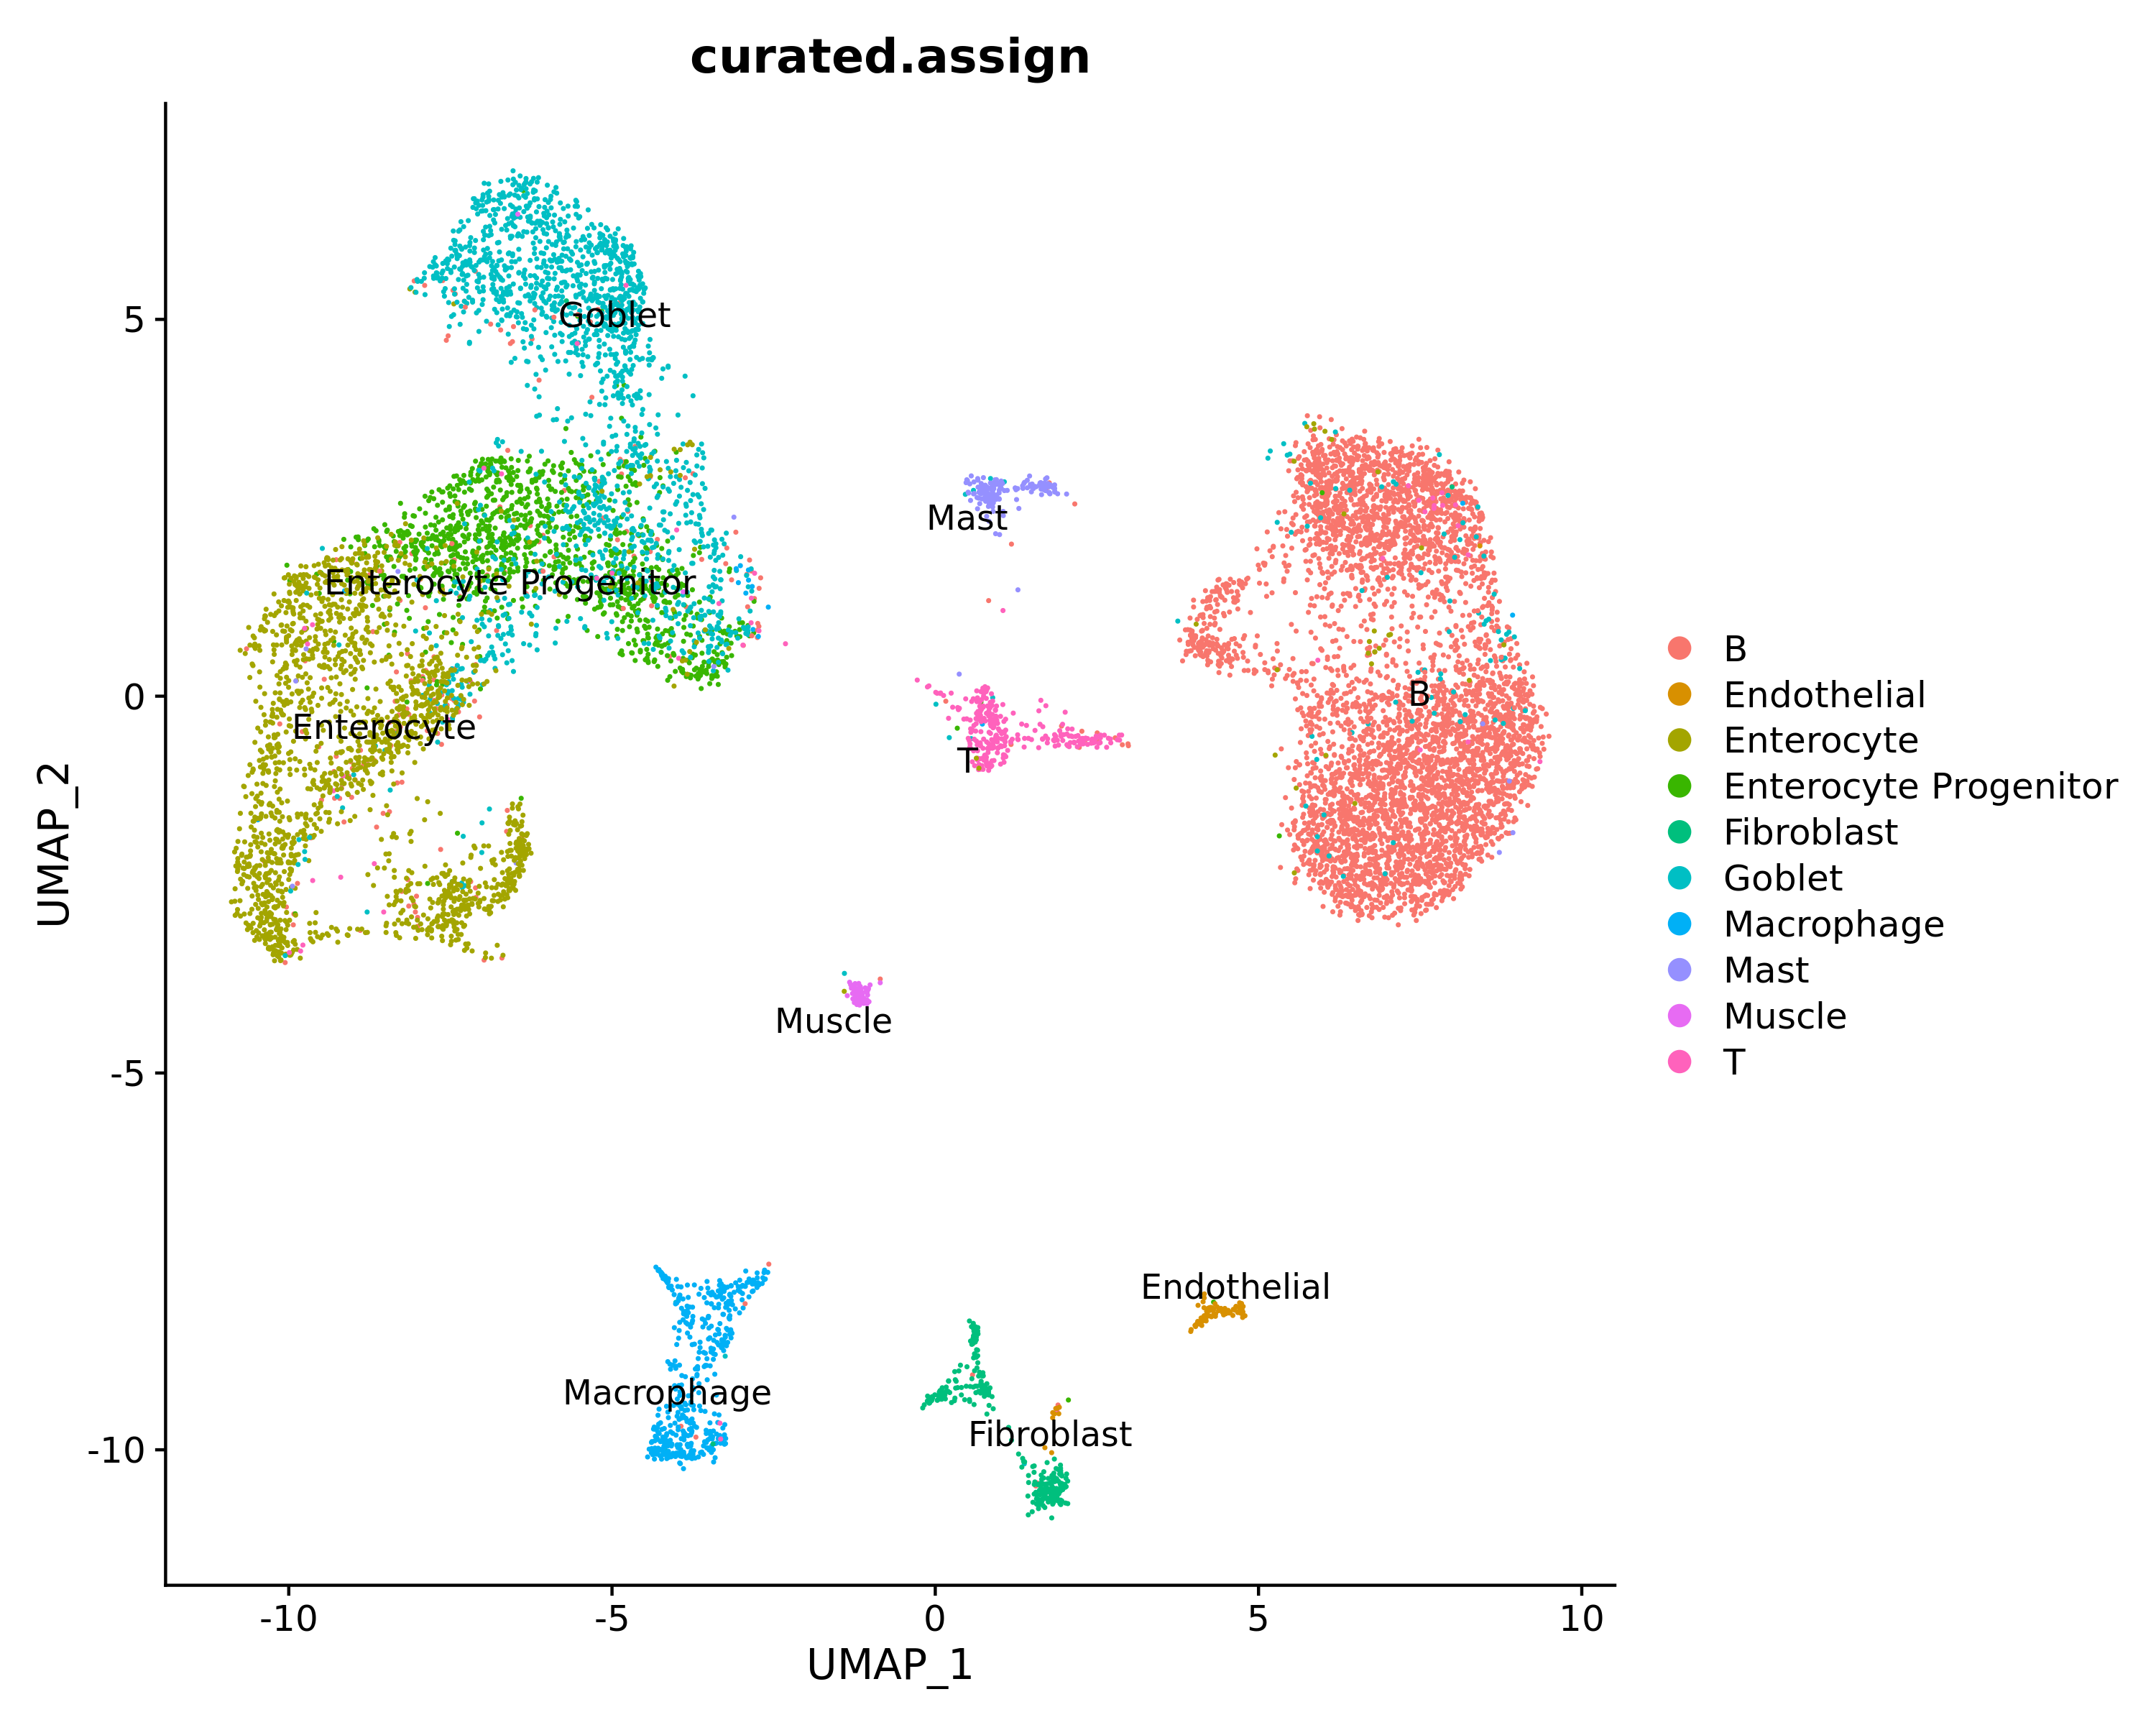 curated.assign
UMAP_2
5
0
-5
-10
Goblet
Mast
Enterocyte Progenitor
Enterocyte
B
T
Muscle
Endothelial
Macrophage
Fibroblast
-10
-5
0
5
10
UMAP_1
B
Endothelial
Enterocyte
Enterocyte Progenitor
Fibroblast
Goblet
Macrophage
Mast
Muscle
T